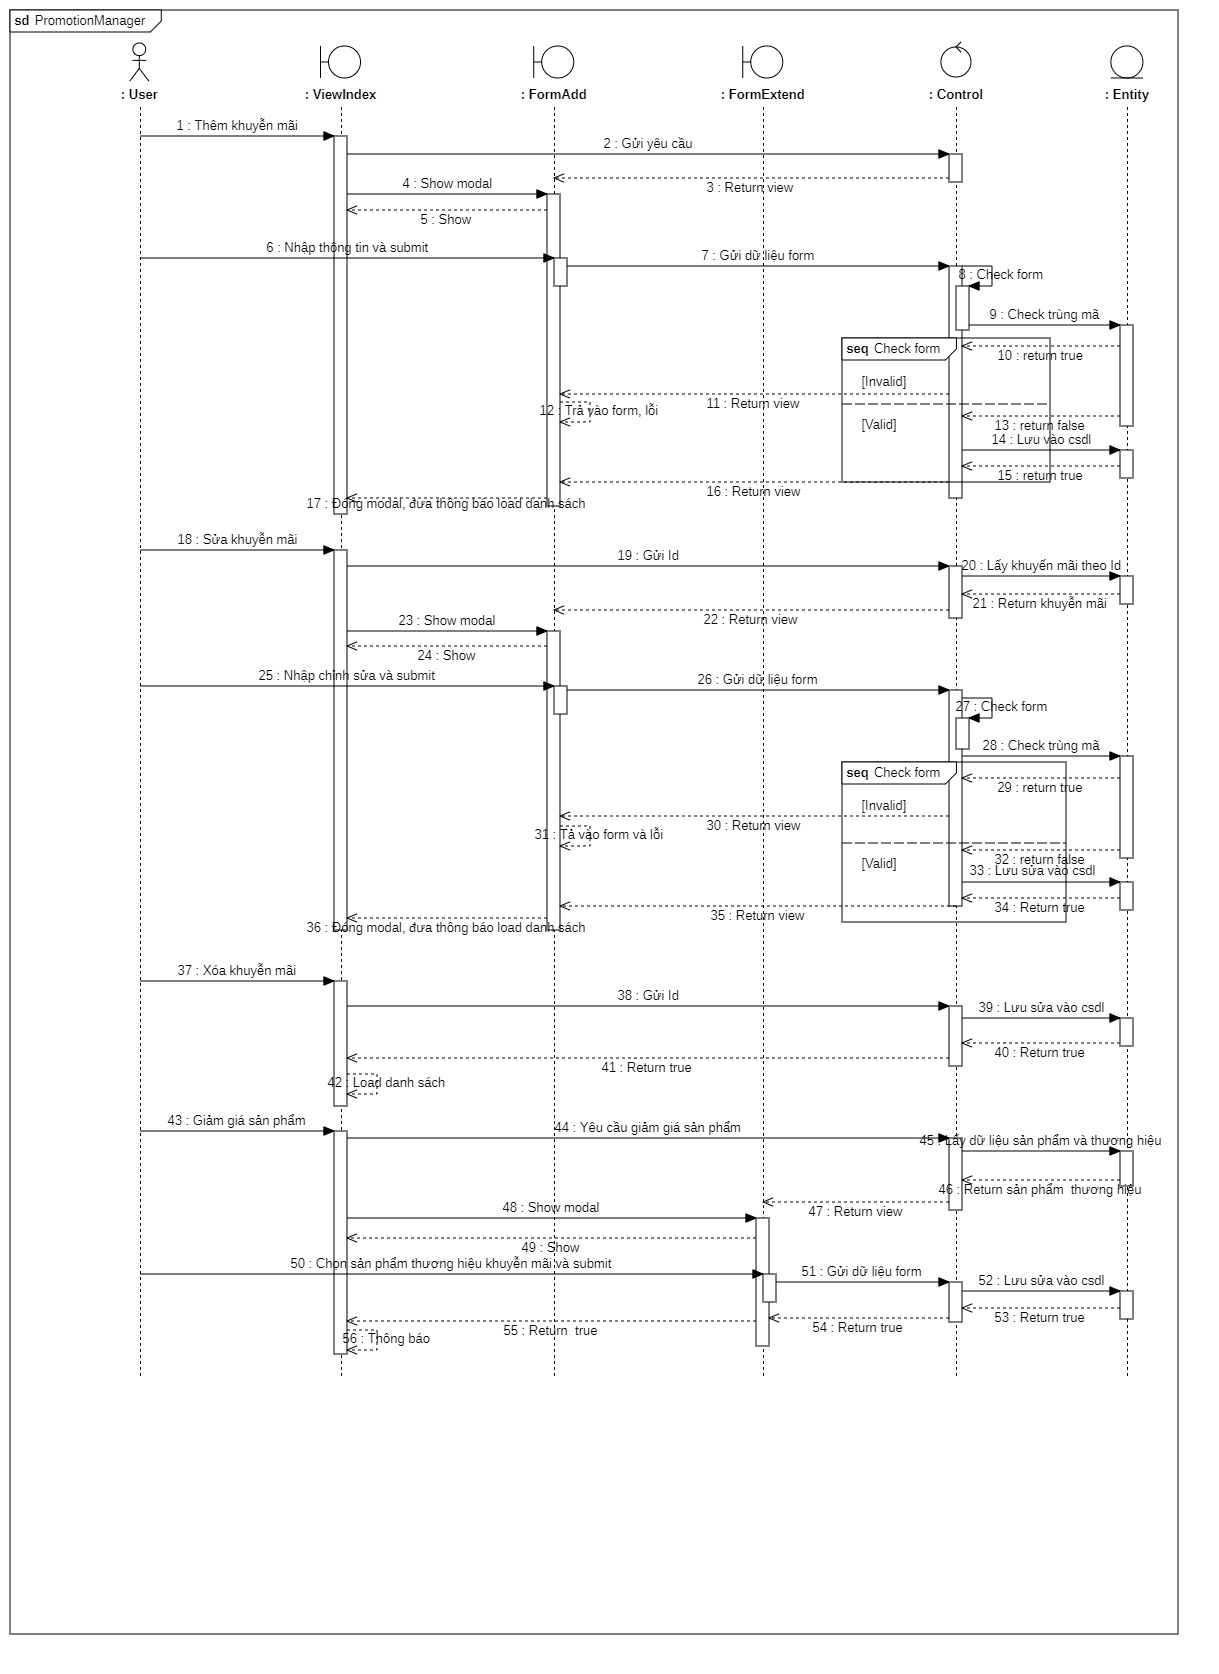 sd PromotionManager
: User
: ViewIndex
: FormAdd
: FormExtend
: Control
: Entity
1 : Thêm khuyễn mãi
2 : Gửi yêu cầu
3 : Return view
4 : Show modal
5 : Show
6 : Nhập thông tin và submit
7 : Gửi dữ liệu form
8 : Check form
9 : Check trùng mã
seq Check form
10 : return true
[Invalid]
11 : Return view
12 : Trả vào form, lỗi
[Valid]
13 : return false
14 : Lưu vào csdl
15 : return true
16 : Return view
17 : Đóng modal, đưa thông báo load danh sách
18 : Sửa khuyễn mãi
19 : Gửi Id
20 : Lấy khuyến mãi theo Id
21 : Return khuyễn mãi
22 : Return view
23 : Show modal
24 : Show
25 : Nhập chỉnh sửa và submit
26 : Gửi dữ liệu form
27 : Check form
28 : Check trùng mã
seq Check form
29 : return true
[Invalid]
30 : Return view
31 : Tả vào form và lỗi
32 : return false
[Valid]
33 : Lưu sửa vào csdl
34 : Return true
35 : Return view
36 : Đóng modal, đưa thông báo load danh sách
37 : Xóa khuyễn mãi
38 : Gửi Id
39 : Lưu sửa vào csdl
40 : Return true
41 : Return true
42 : Load danh sách
43 : Giảm giá sản phẩm
44 : Yêu cầu giảm giá sản phẩm
45 : Lấy dữ liệu sản phẩm và thương hiệu
46 : Return sản phẩm  thương hiệu
47 : Return view
48 : Show modal
49 : Show
50 : Chọn sản phẩm thương hiệu khuyễn mãi và submit
51 : Gửi dữ liệu form
52 : Lưu sửa vào csdl
53 : Return true
54 : Return true
55 : Return  true
56 : Thông báo